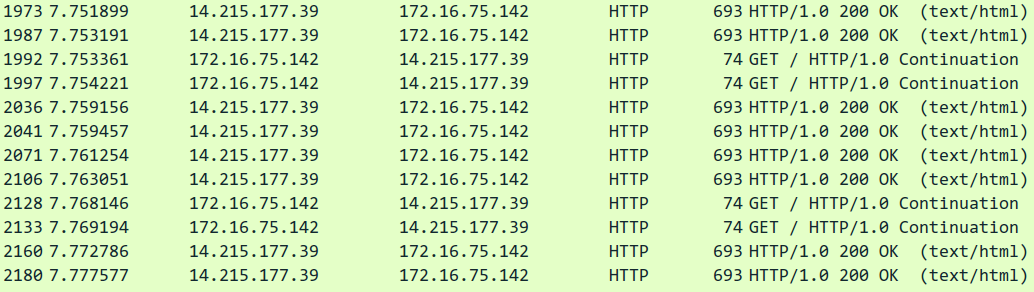 1973 7.751899 14.215.177.39 172.16.75.142 HTTP 693 HTTP/1.0 200 OK (text/html)
1987 7.753191 14.215.177.39 172.16.75.142 HTTP 693 HTTP/1.0 200 OK (text/html)
1992 7.753361 172.16.75.142 14.215.177.39 HTTP 74 GET / HTTP/1.0 Continuation
1997 7.754221 172.16.75.142 14.215.177.39 HTTP 74 GET / HTTP/1.0 Continuation
2036 7.759156 14.215.177.39 172.16.75.142 HTTP 693 HTTP/1.0 200 OK (text/html)
2041 7.759457 14.215.177.39 172.16.75.142 HTTP 693 HTTP/1.0 200 OK (text/html)
2071 7.761254 14.215.177.39 172.16.75.142 HTTP 693 HTTP/1.0 200 OK (text/html)
2106 7.763051 14.215.177.39 172.16.75.142 HTTP 693 HTTP/1.0 200 OK (text/html)
2128 7.768146 172.16.75.142 14.215.177.39 HTTP 74 GET / HTTP/1.0 Continuation
2133 7.769194 172.16.75.142 14.215.177.39 HTTP 74 GET / HTTP/1.0 Continuation
2160 7.772786 14.215.177.39 172.16.75.142 HTTP 693 HTTP/1.0 200 OK (text/html)
2180 7.777577 14.215.177.39 172.16.75.142 HTTP 693 HTTP/1.0 200 OK (text/html)